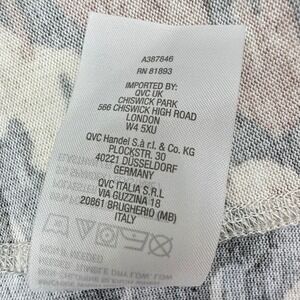 A387846
RN 81893
IMPORTED BY:
QVC UK
CHISWICK PARK
566 CHISWICK HIGH ROAD
LONDON
W4 5XU
QVC Handel S.à r.l. & Co. KG
PLOCKSTR. 30
40221 DÜSSELDORF
GERMANY
QVC ITALIA S.R.L
VIA GUZZINA 18
20861 BRUGHERIO (MB)
ITALY